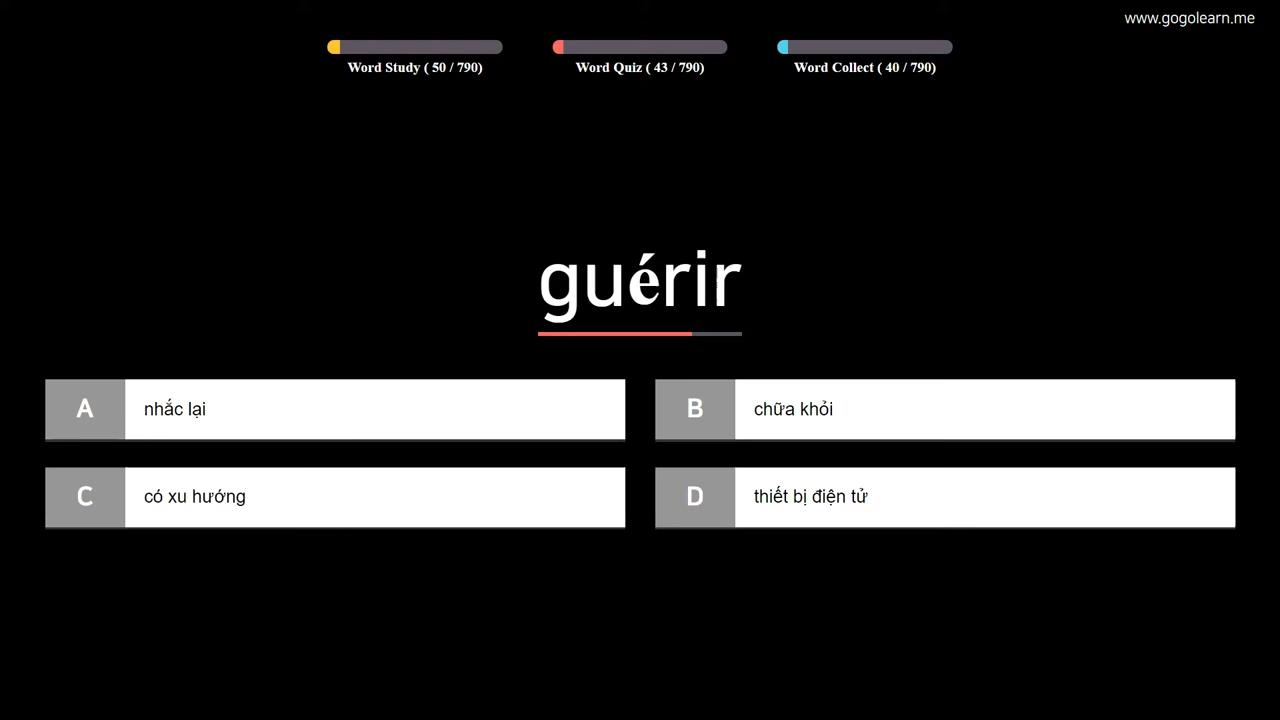 www.gogolearn.me
Word Study ( 50 / 790)
Word Quiz ( 43 / 790)
Word Collect ( 40 / 790)
guérir
A nhắc lại
B chữa khỏi
C có xu hướng
D thiết bị điện tử